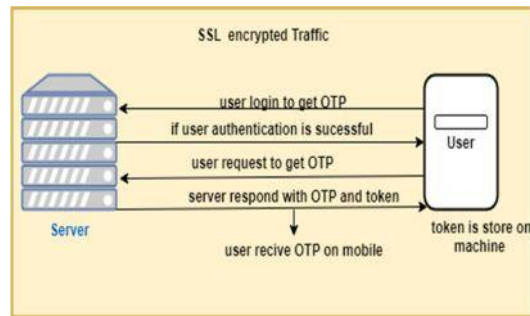 SSL encrypted Traffic
user login to get OTP
if user authentication is sucessful
User
user request to get OTP
server respond with OTP and token
Server
token is store on
machine
user recive OTP on mobile